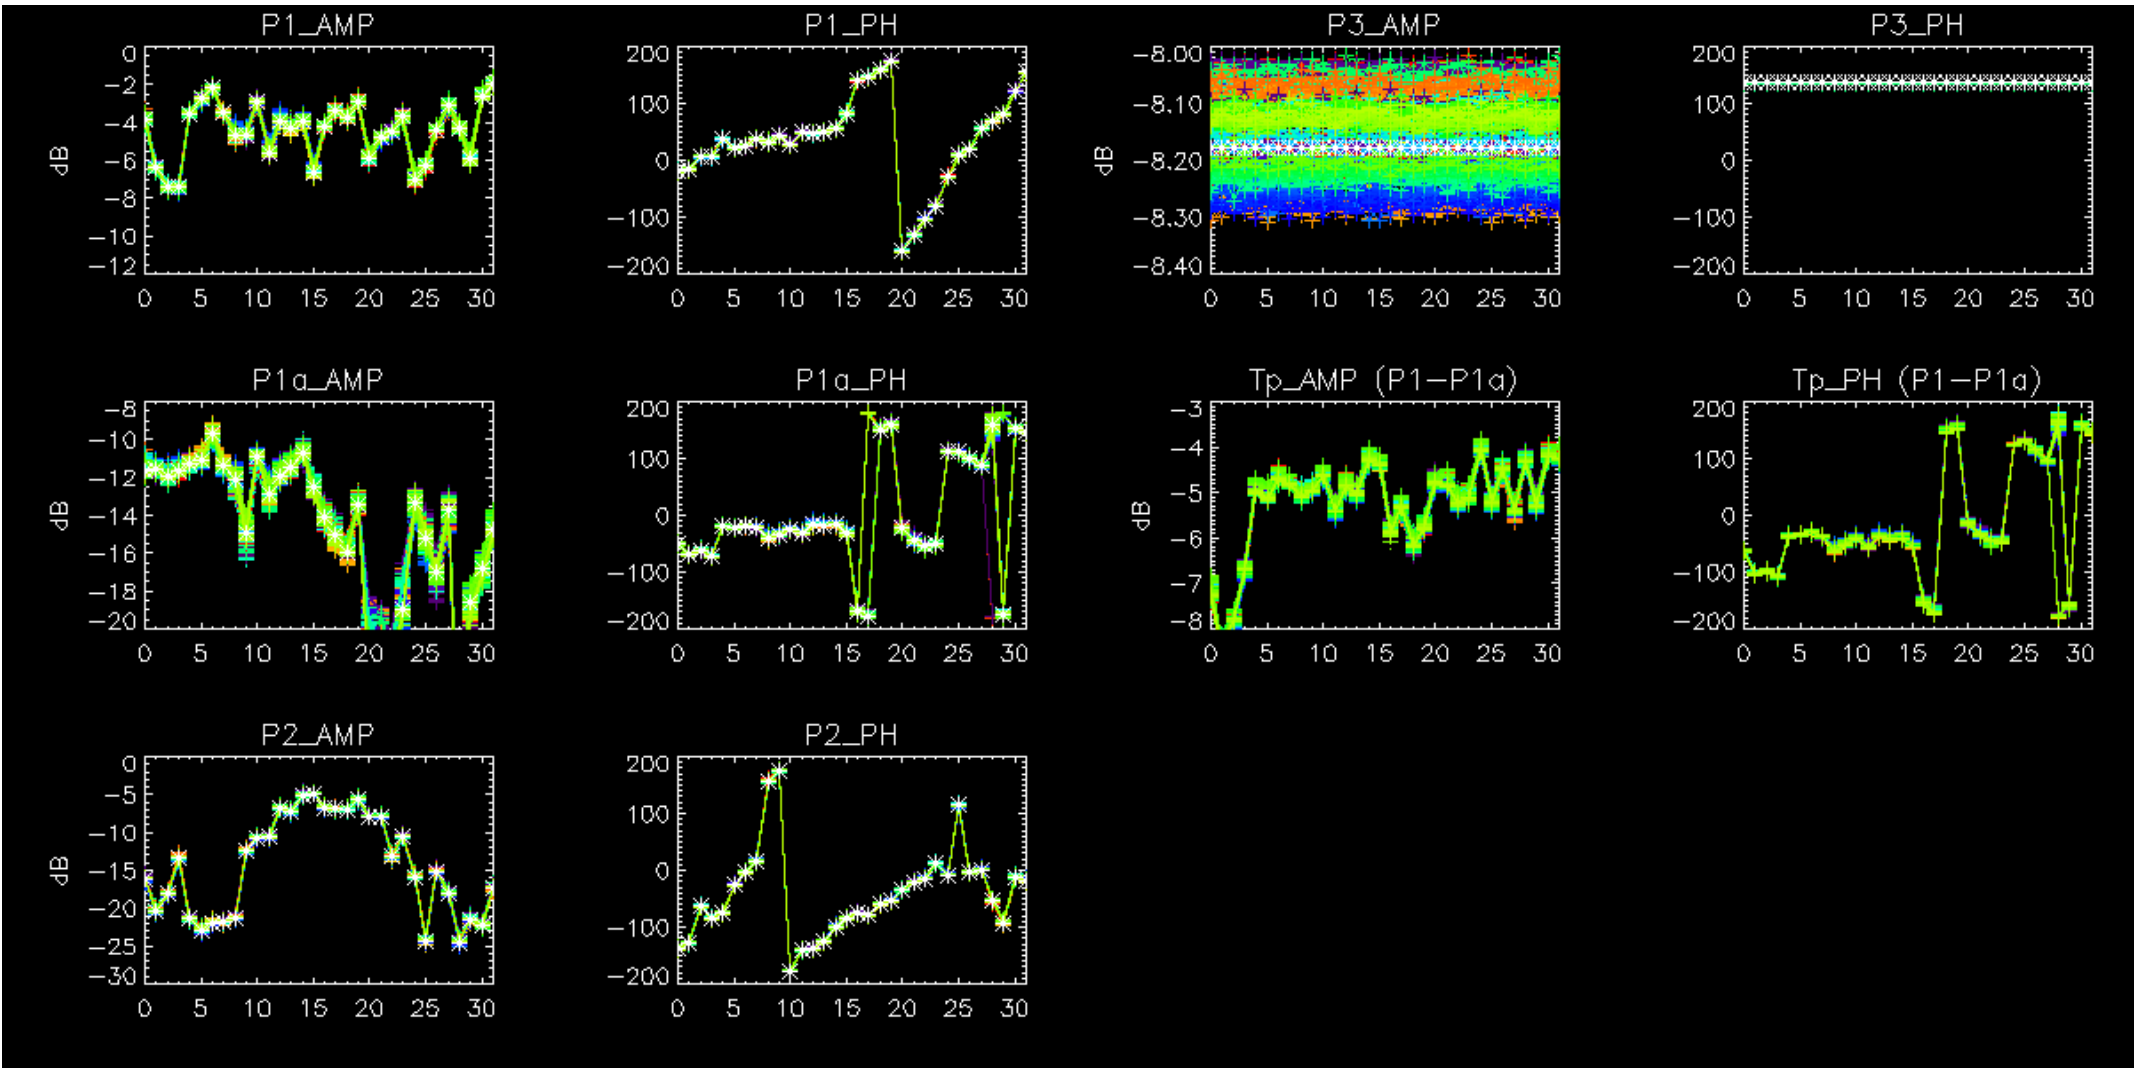 P1_AMP
P1_PH
P3_AMP
P3_PH
0
−2
−4
−6
−8
−10
−12
dB
0 5 10 15 20 25 30
200
100
0
−100
−200
0 5 10 15 20 25 30
−8.00
−8.10
−8.20
−8.30
−8.40
dB
0 5 10 15 20 25 30
200
100
0
−100
−200
0 5 10 15 20 25 30
P1a_AMP
P1a_PH
Tp_AMP (P1−P1a)
Tp_PH (P1−P1a)
−8
−10
−12
−14
−16
−18
−20
dB
0 5 10 15 20 25 30
200
100
0
−100
−200
0 5 10 15 20 25 30
−3
−4
−5
−6
−7
−8
dB
0 5 10 15 20 25 30
200
100
0
−100
−200
0 5 10 15 20 25 30
P2_AMP
P2_PH
0
−5
−10
−15
−20
−25
−30
dB
0 5 10 15 20 25 30
200
100
0
−100
−200
0 5 10 15 20 25 30